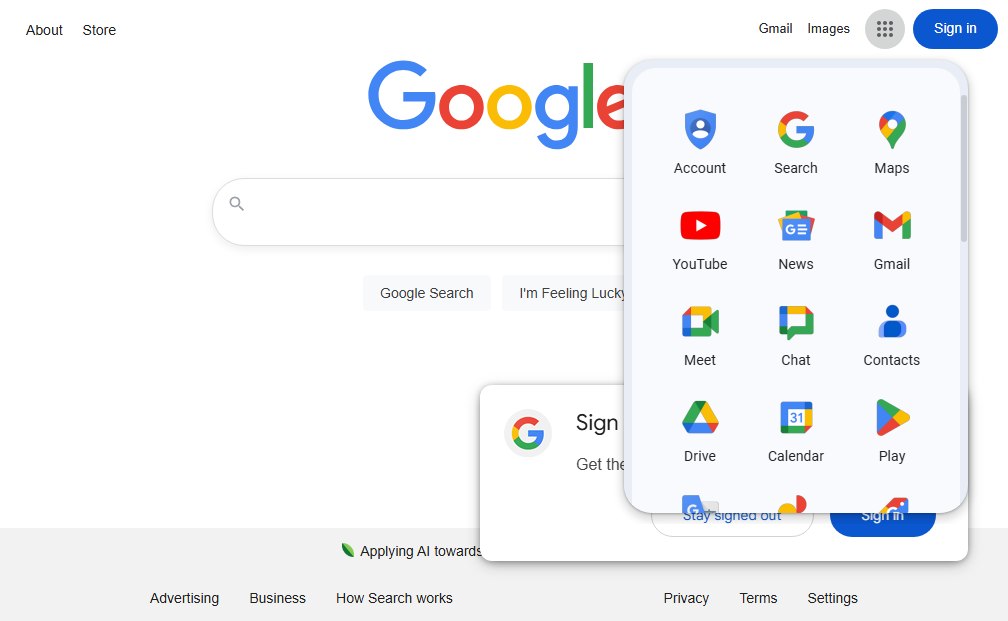 About Store
Gmail Images Sign in
Google
Account Search Maps
YouTube News Gmail
Google Search I'm Feeling Lucky
Meet Chat Contacts
Sign
Get the
Drive Calendar Play
31
Stay signed out Sign in
Applying AI towards
Advertising Business How Search works
Privacy Terms Settings